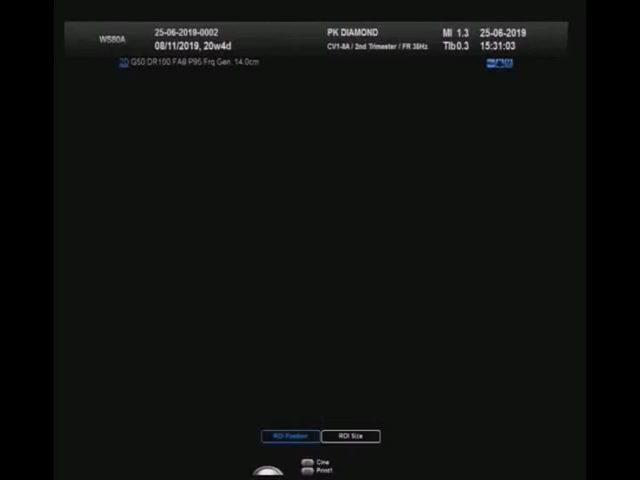 WS80A
25-06-2019-0002
08/11/2019, 20w4d
PK DIAMOND
CV1-8A / 2nd Trimester / FR 38Hz
MI 1.3
TIb0.3
25-06-2019
15:31:03
2D G50/DR100/FA8/P95/Frq Gen./14.0cm
ROI Position
ROI Size
Cine
Print1